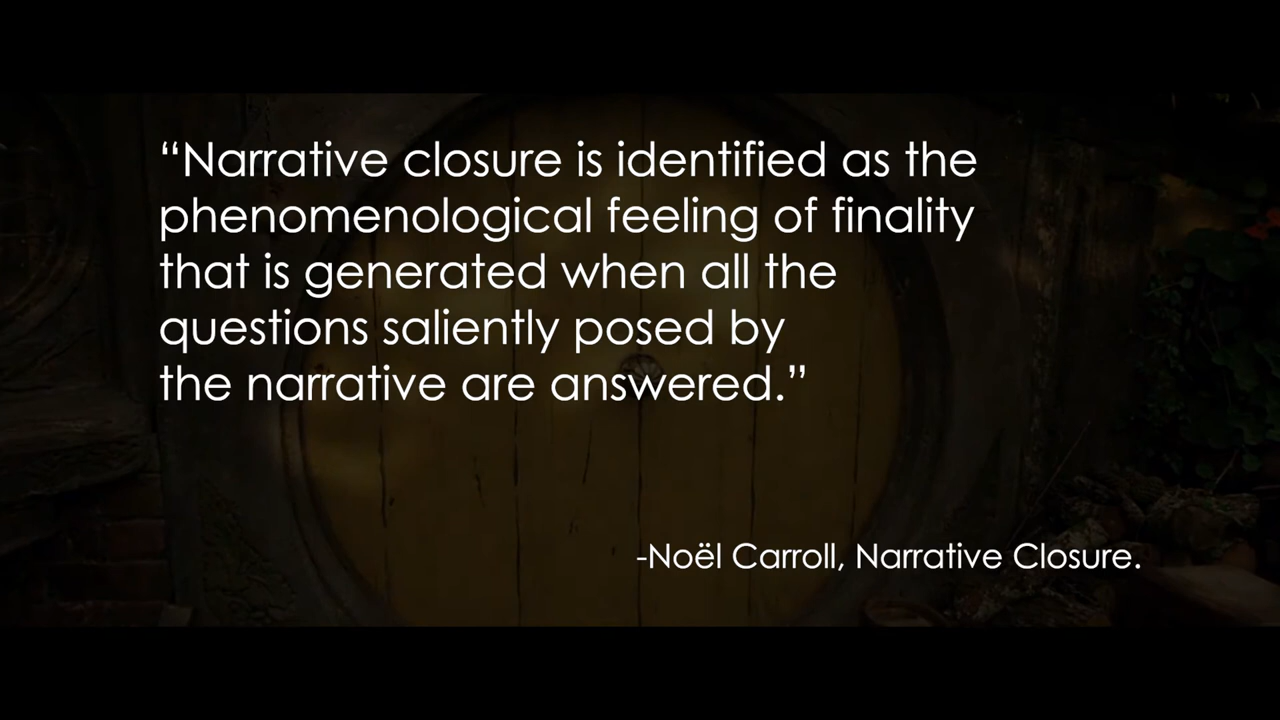 “Narrative closure is identified as the
phenomenological feeling of finality
that is generated when all the
questions saliently posed by
the narrative are answered.”
-Noël Carroll, Narrative Closure.